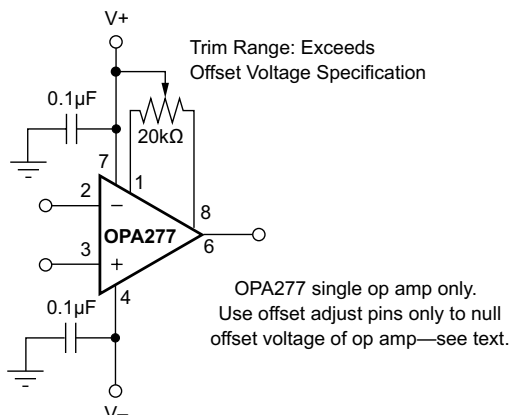 V+
Trim Range: Exceeds
Offset Voltage Specification
0.1µF
20kΩ
7
1
2
8
−
OPA277
6
3
+
4
OPA277 single op amp only.
Use offset adjust pins only to null
offset voltage of op amp—see text.
0.1µF
V–